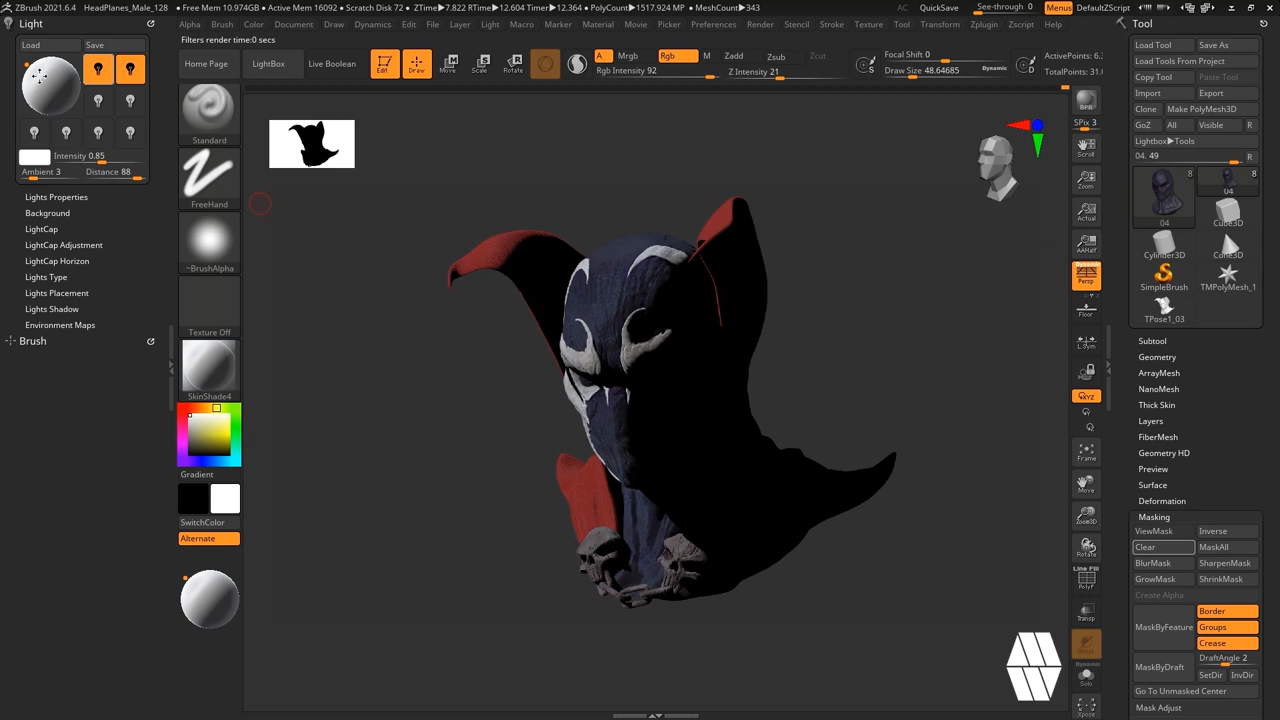 ZBrush 2021.6.4 HeadPlanes_Male_128 • Free Mem 10.974GB • Active Mem 16092 • Scratch Disk 72 • ZTime▶7.822 RTime▶12.604 Timer▶12.364 • PolyCount▶1517.924 MP • MeshCount▶343 AC QuickSave See-through 0 Menus DefaultZScript
Light Alpha Brush Color Document Draw Dynamics Edit File Layer Light Macro Marker Material Movie Picker Preferences Render Stencil Stroke Texture Tool Transform Zplugin Zscript Help Tool
Filters render time:0 secs
Load Save
Home Page LightBox Live Boolean Edit Draw Move Scale Rotate
A Mrgb Rgb M Zadd Zsub Zcut
Rgb Intensity 92 Z Intensity 21
Focal Shift 0
Draw Size 48.64685 Dynamic
S D
ActivePoints: 6.
TotalPoints: 31.
Intensity 0.85
Ambient 3 Distance 88
Lights Properties
Background
LightCap
LightCap Adjustment
LightCap Horizon
Lights Type
Lights Placement
Lights Shadow
Environment Maps
Brush
Standard
FreeHand
~BrushAlpha
Texture Off
SkinShade4
Gradient
SwitchColor
Alternate
BPR
SPix 3
Scroll
Zoom
Actual
AAHalf
Dynamic
Persp
Floor
L.Sym
XYZ
Frame
Move
Zoom3D
Rotate
Line Fill
PolyF
Transp
Dynamic
Solo
Xpose
Load Tool Save As
Load Tools From Project
Copy Tool Paste Tool
Import Export
Clone Make PolyMesh3D
GoZ All Visible R
Lightbox▶Tools
04. 49 R
8 8
04 04
Cube3D
Cylinder3D Cone3D
SimpleBrush TMPolyMesh_1
TPose1_03
Subtool
Geometry
ArrayMesh
NanoMesh
Thick Skin
Layers
FiberMesh
Geometry HD
Preview
Surface
Deformation
Masking
ViewMask Inverse
Clear MaskAll
BlurMask SharpenMask
GrowMask ShrinkMask
Create Alpha
MaskByFeature Border
Groups
Crease
MaskByDraft DraftAngle 2
SetDir InvDir
Go To Unmasked Center
Mask Adjust